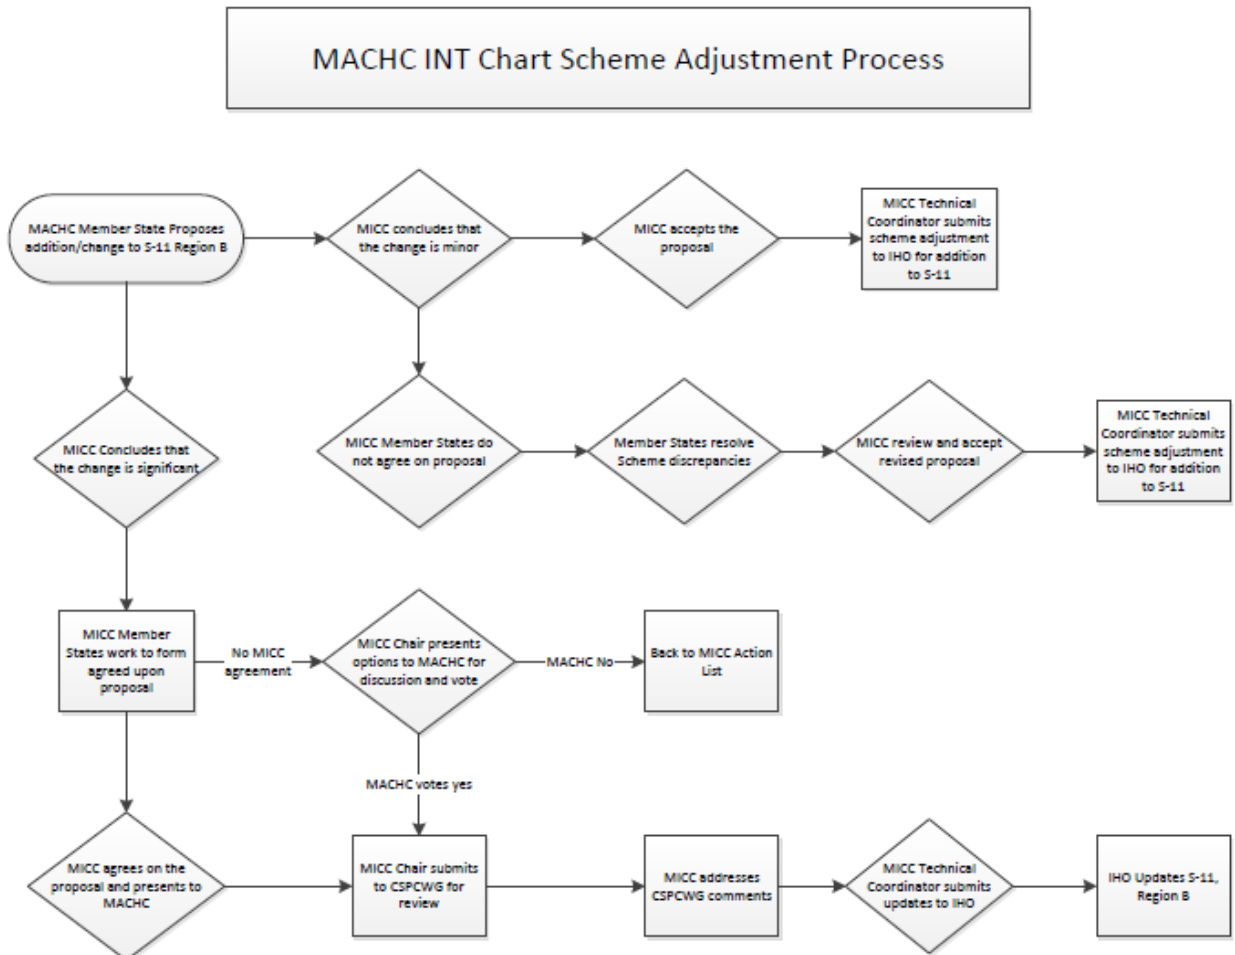 MACHC INT Chart Scheme Adjustment Process
MACHC Member State Proposes
addition/change to S-11 Region B
MICC concludes that
the change is minor
MICC accepts the
proposal
MICC Technical
Coordinator submits
scheme adjustment
to IHO for addition
to S-11
MICC Concludes that
the change is significant
MICC Member States do
not agree on proposal
Member States resolve
Scheme discrepancies
MICC review and accept
revised proposal
MICC Technical
Coordinator submits
scheme adjustment
to IHO for addition
to S-11
MICC Member
States work to form
agreed upon
proposal
No MICC
agreement
MICC Chair presents
options to MACHC for
discussion and vote
MACHC No
Back to MICC Action
List
MACHC votes yes
MICC agrees on the
proposal and presents to
MACHC
MICC Chair submits
to CSPCWG for
review
MICC addresses
CSPCWG comments
MICC Technical
Coordinator submits
updates to IHO
IHO Updates S-11,
Region B